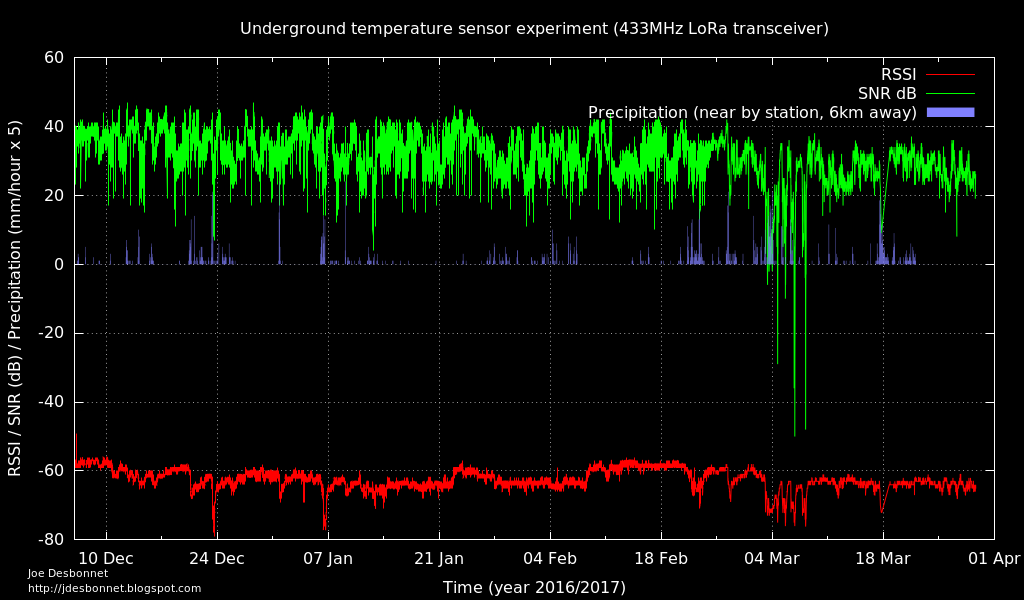 Underground temperature sensor experiment (433MHz LoRa transceiver)
RSSI
SNR dB
Precipitation (near by station, 6km away)
RSSI / SNR (dB) / Precipitation (mm/hour x 5)
60
40
20
0
-20
-40
-60
-80
10 Dec 24 Dec 07 Jan 21 Jan 04 Feb 18 Feb 04 Mar 18 Mar 01 Apr
Time (year 2016/2017)
Joe Desbonnet
http://jdesbonnet.blogspot.com